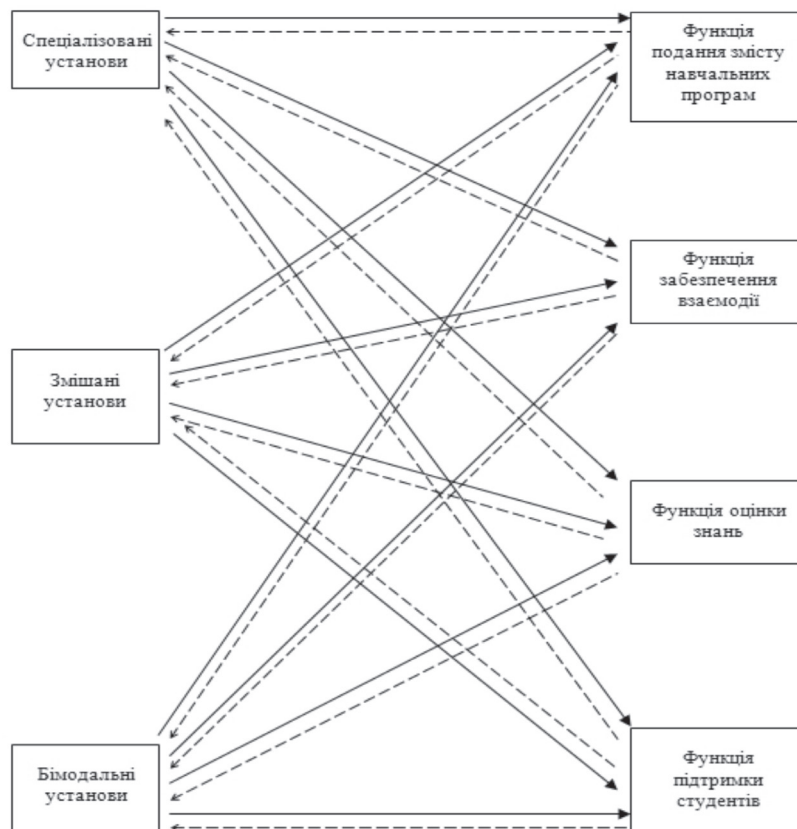 Спеціалізовані
установи
Функція
подання змісту
навчальних
програм
Функція
забезпечення
взаємодії
Змішані
установи
Функція оцінки
знань
Бімодальні
установи
Функція
підтримки
студентів